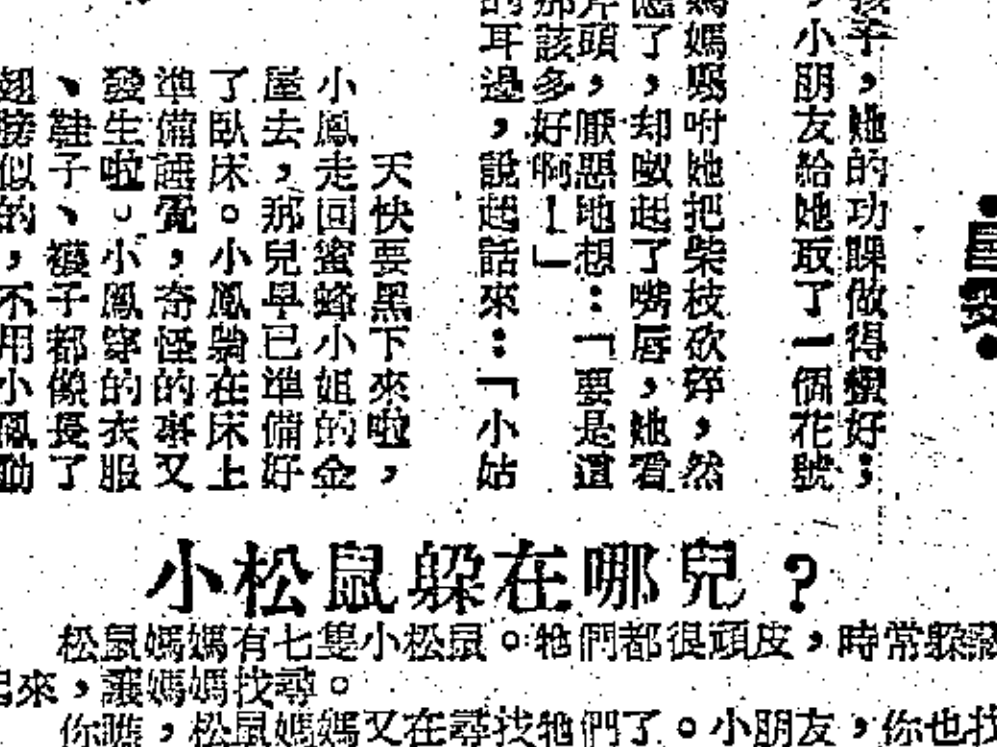 孩子，她的功課做得蠻好；
，小朋友給她取了一個花號
媽媽囑咐她把柴枝砍碎，然
應了，却噘起了嘴唇，她看
斧頭，厭惡地想：「要是這
那該多好啊！」
的耳邊，說起話來：「小姑
天快要黑下來啦，
小鳳走回蜜蜂小姐的金
屋去，那兒早已準備好
了臥床。小鳳躺在床上
準備睡覺，奇怪的事又
發生啦。小鳳穿的衣服
、鞋子、襪子都像長了
翅膀似的，不用小鳳動
小松鼠躲在哪兒？
松鼠媽媽有七隻小松鼠。牠們都很頑皮，時常躲
起來，讓媽媽找尋。
你瞧，松鼠媽媽又在尋找牠們了。小朋友，你也找